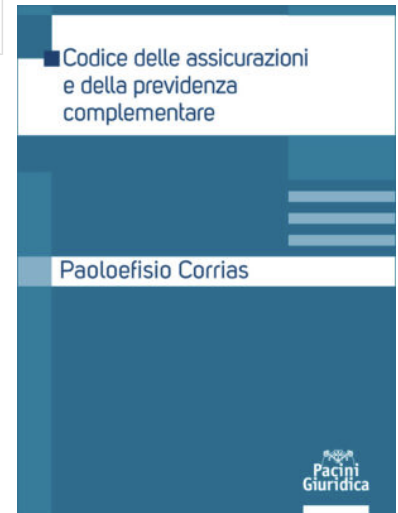 Codice delle assicurazioni
e della previdenza
complementare
Paoloefisio Corrias
Pacini
Giuridica